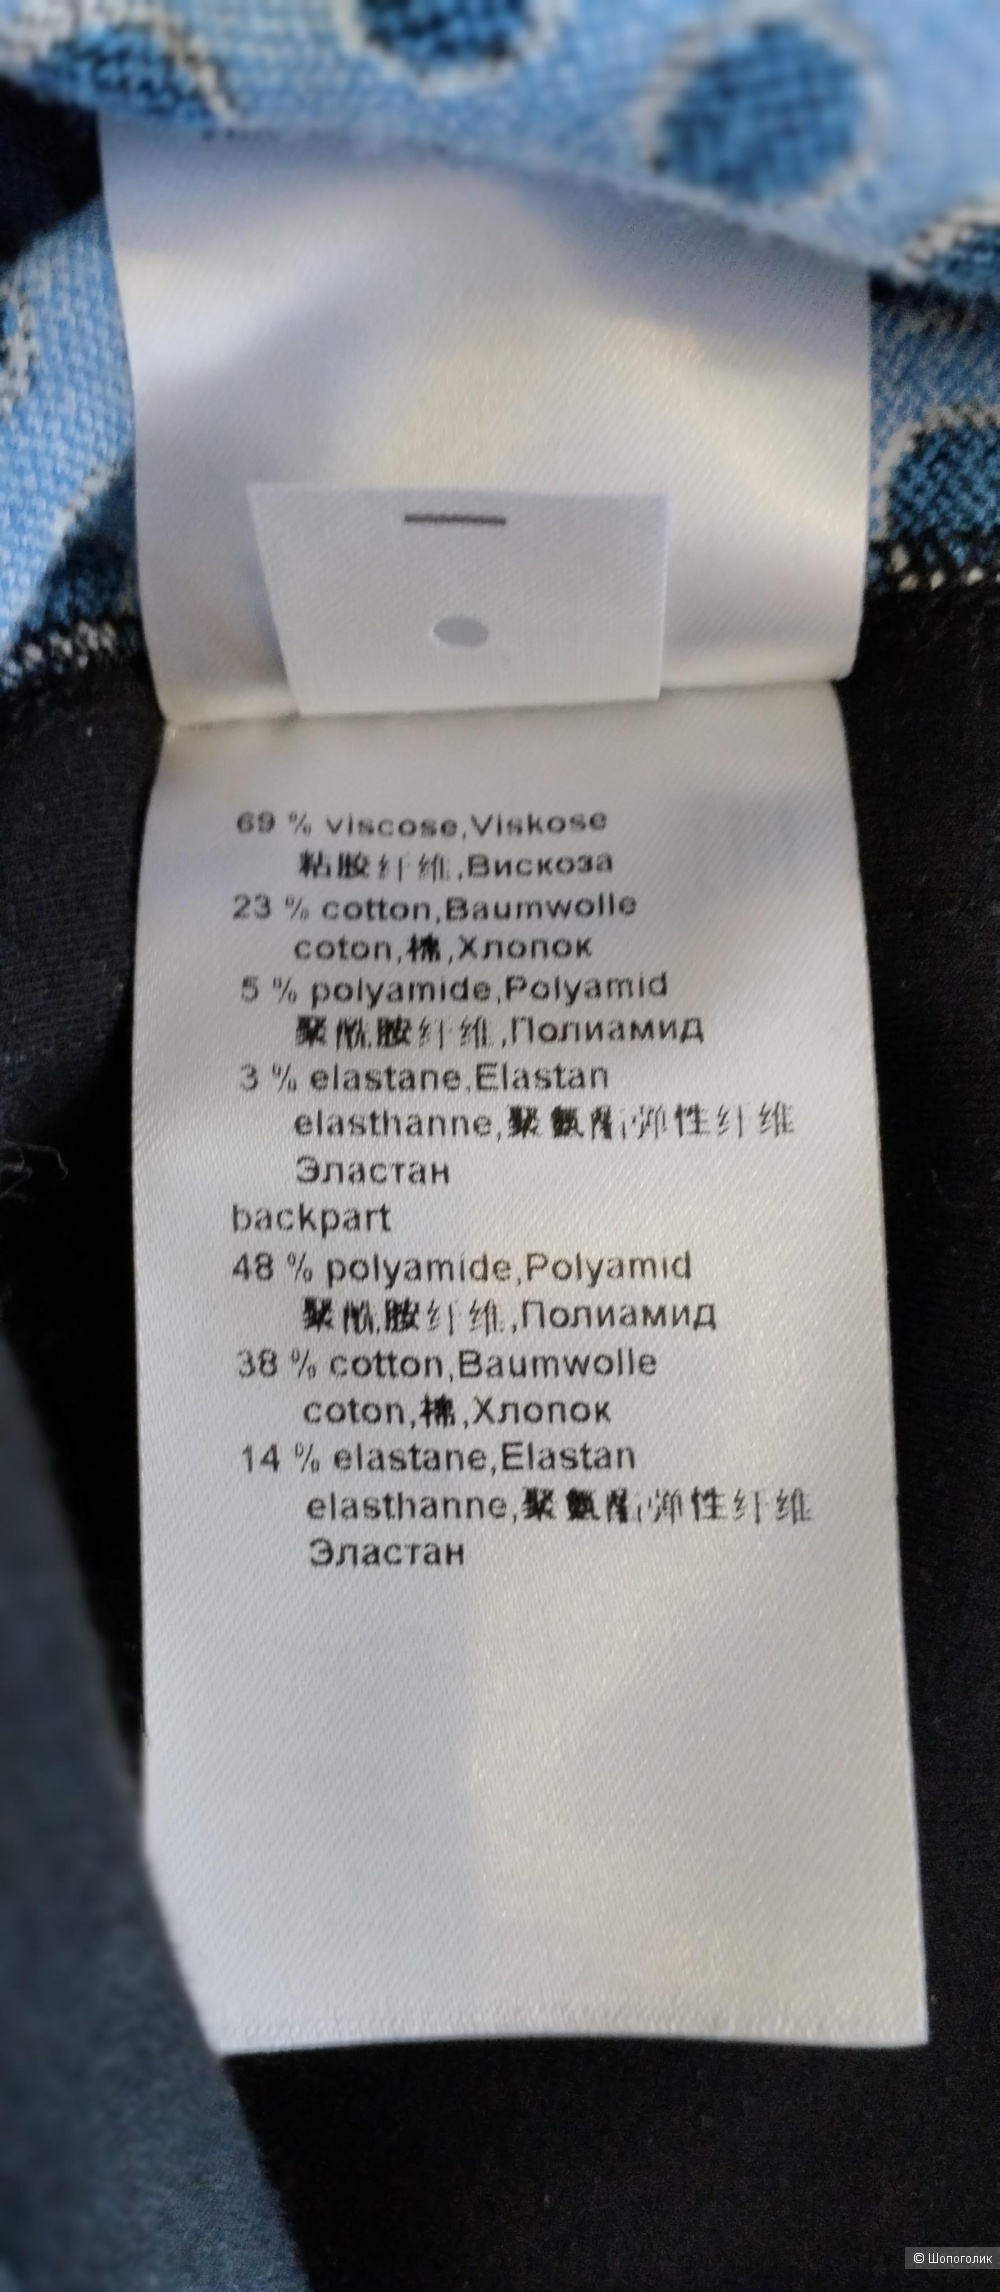 69 % viscose,Viskose
粘胶纤维,Вискоза
23 % cotton,Baumwolle
coton,棉,Хлопок
5 % polyamide,Polyamid
聚酰胺纤维,Полиамид
3 % elastane,Elastan
elasthanne,聚氨酯弹性纤维
Эластан
backpart
48 % polyamide,Polyamid
聚酰胺纤维,Полиамид
38 % cotton,Baumwolle
coton,棉,Хлопок
14 % elastane,Elastan
elasthanne,聚氨酯弹性纤维
Эластан
© Шопоголик